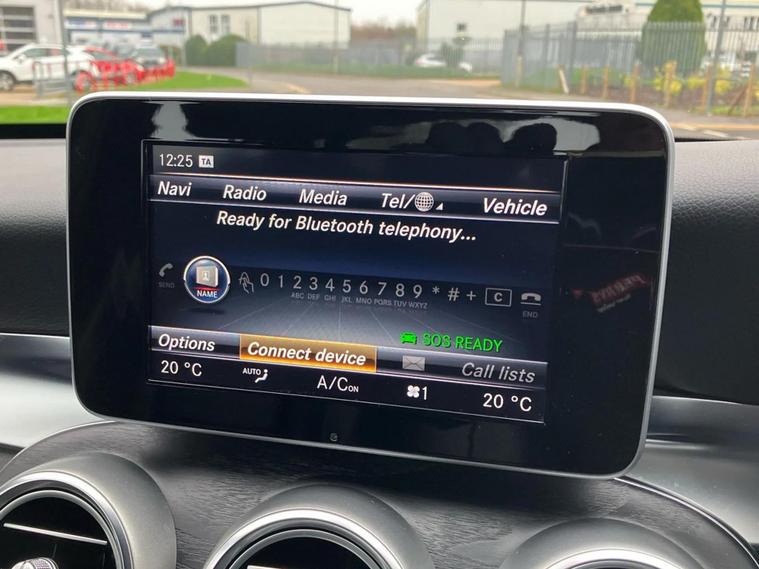 12:25 TA
Navi Radio Media Tel/ Vehicle
Ready for Bluetooth telephony...
SEND NAME 0 1 2 3 4 5 6 7 8 9 * # + C END
ABC DEF GHI JKL MNO PQRS TUV WXYZ
SOS READY
Options Connect device Call lists
20 °C AUTO A/C ON 1 20 °C